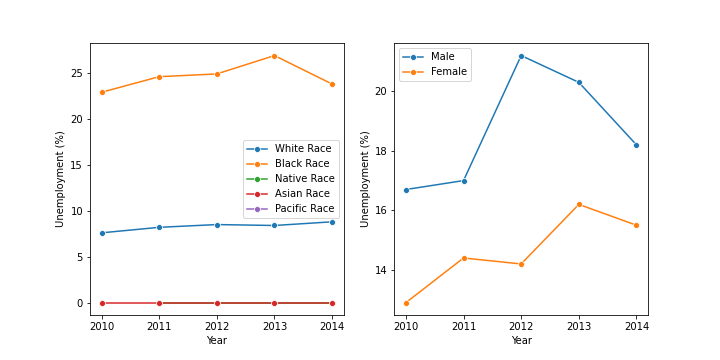 25
20
15
10
5
0
Unemployment (%)
White Race
Black Race
Native Race
Asian Race
Pacific Race
2010 2011 2012 2013 2014
Year
20
18
16
14
Unemployment (%)
Male
Female
2010 2011 2012 2013 2014
Year